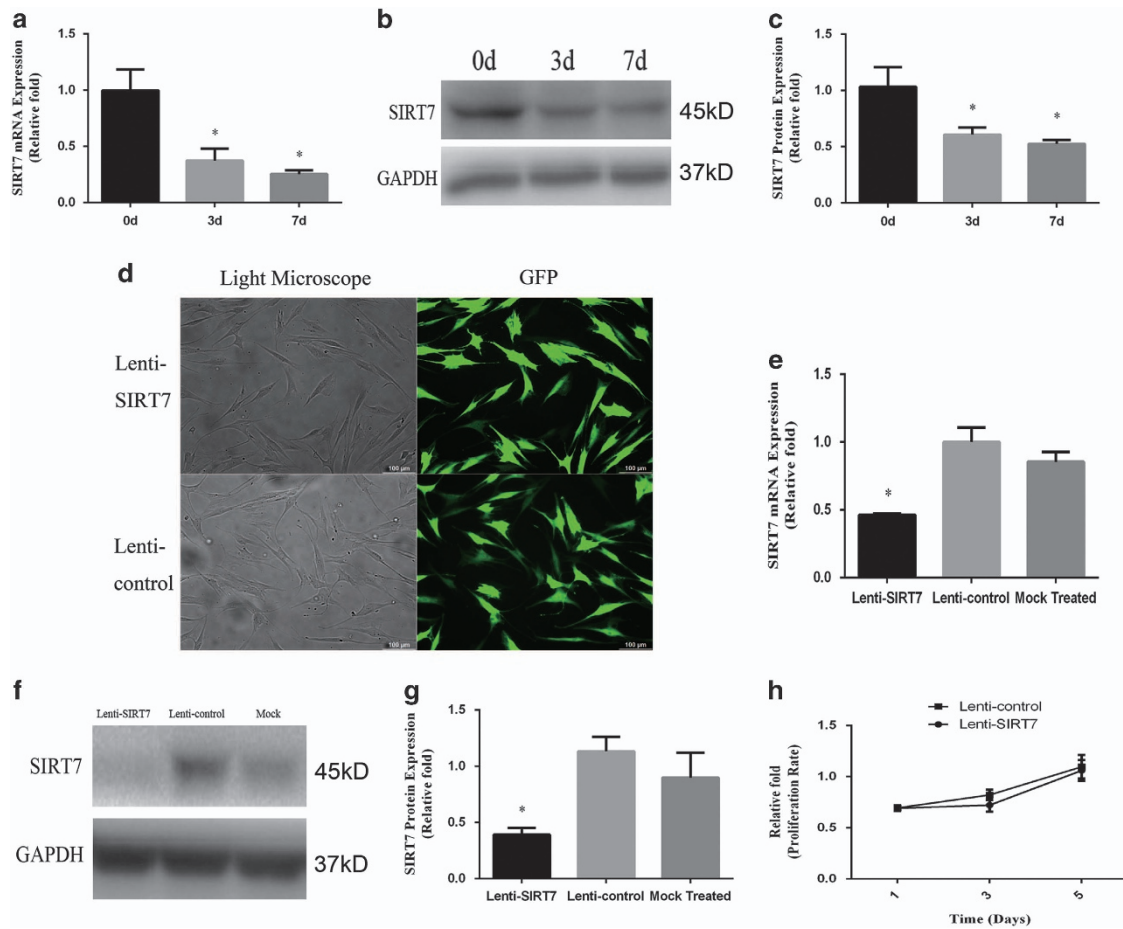 a
SIRT7 mRNA Expression
(Relative fold)
1.5
1.0
0.5
0.0
*
*
0d
3d
7d
b
0d 3d 7d
SIRT7
45kD
GAPDH
37kD
c
SIRT7 Protein Expression
(Relative fold)
1.5
1.0
0.5
0.0
*
*
0d
3d
7d
d
Light Microscope
GFP
Lenti-
SIRT7
100 μm
100 μm
Lenti-
control
100 μm
100 μm
e
SIRT7 mRNA Expression
(Relative fold)
1.5
1.0
0.5
0.0
*
Lenti-SIRT7 Lenti-control Mock Treated
f
Lenti-SIRT7 Lenti-control Mock
SIRT7
45kD
GAPDH
37kD
g
SIRT7 Protein Expression
(Relative fold)
1.5
1.0
0.5
0.0
*
Lenti-SIRT7 Lenti-control Mock Treated
h
Lenti-control
Lenti-SIRT7
Relative fold
(Proliferation Rate)
1.5
1.0
0.5
0.0
1
3
5
Time (Days)